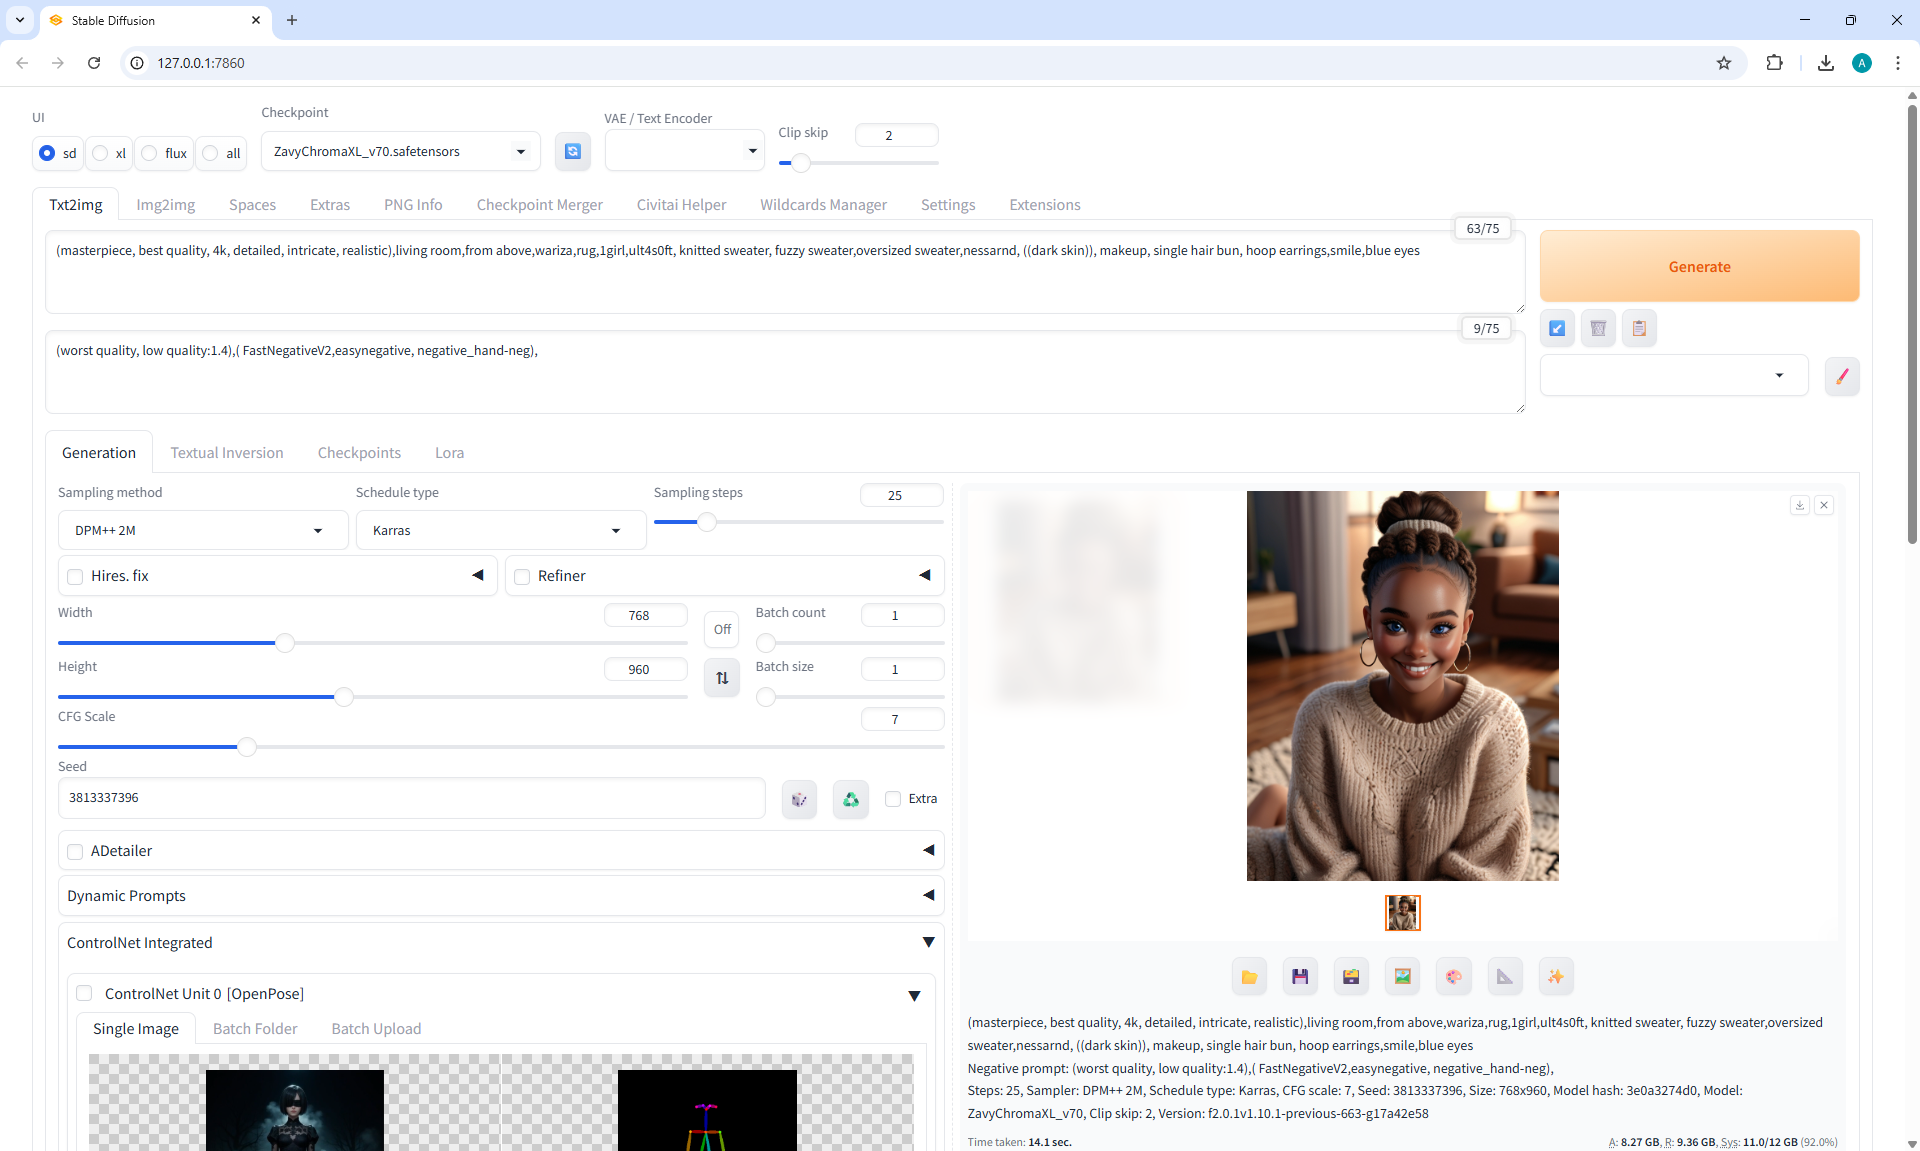 Stable Diffusion
127.0.0.1:7860
A
UI
Checkpoint
VAE / Text Encoder
Clip skip
2
sd
xl
flux
all
ZavyChromaXL_v70.safetensors
Txt2img
Img2img
Spaces
Extras
PNG Info
Checkpoint Merger
Civitai Helper
Wildcards Manager
Settings
Extensions
63/75
(masterpiece, best quality, 4k, detailed, intricate, realistic),living room,from above,wariza,rug,1girl,ult4s0ft, knitted sweater, fuzzy sweater,oversized sweater,nessarnd, ((dark skin)), makeup, single hair bun, hoop earrings,smile,blue eyes
Generate
9/75
(worst quality, low quality:1.4),( FastNegativeV2,easynegative, negative_hand-neg),
Generation
Textual Inversion
Checkpoints
Lora
Sampling method
Schedule type
Sampling steps
25
DPM++ 2M
Karras
Hires. fix
Refiner
Width
768
Off
Batch count
1
Height
960
Batch size
1
CFG Scale
7
Seed
3813337396
Extra
ADetailer
Dynamic Prompts
ControlNet Integrated
ControlNet Unit 0 [OpenPose]
Single Image
Batch Folder
Batch Upload
(masterpiece, best quality, 4k, detailed, intricate, realistic),living room,from above,wariza,rug,1girl,ult4s0ft, knitted sweater, fuzzy sweater,oversized
sweater,nessarnd, ((dark skin)), makeup, single hair bun, hoop earrings,smile,blue eyes
Negative prompt: (worst quality, low quality:1.4),( FastNegativeV2,easynegative, negative_hand-neg),
Steps: 25, Sampler: DPM++ 2M, Schedule type: Karras, CFG scale: 7, Seed: 3813337396, Size: 768x960, Model hash: 3e0a3274d0, Model:
ZavyChromaXL_v70, Clip skip: 2, Version: f2.0.1v1.10.1-previous-663-g17a42e58
Time taken: 14.1 sec.
A: 8.27 GB, R: 9.36 GB, Sys: 11.0/12 GB (92.0%)